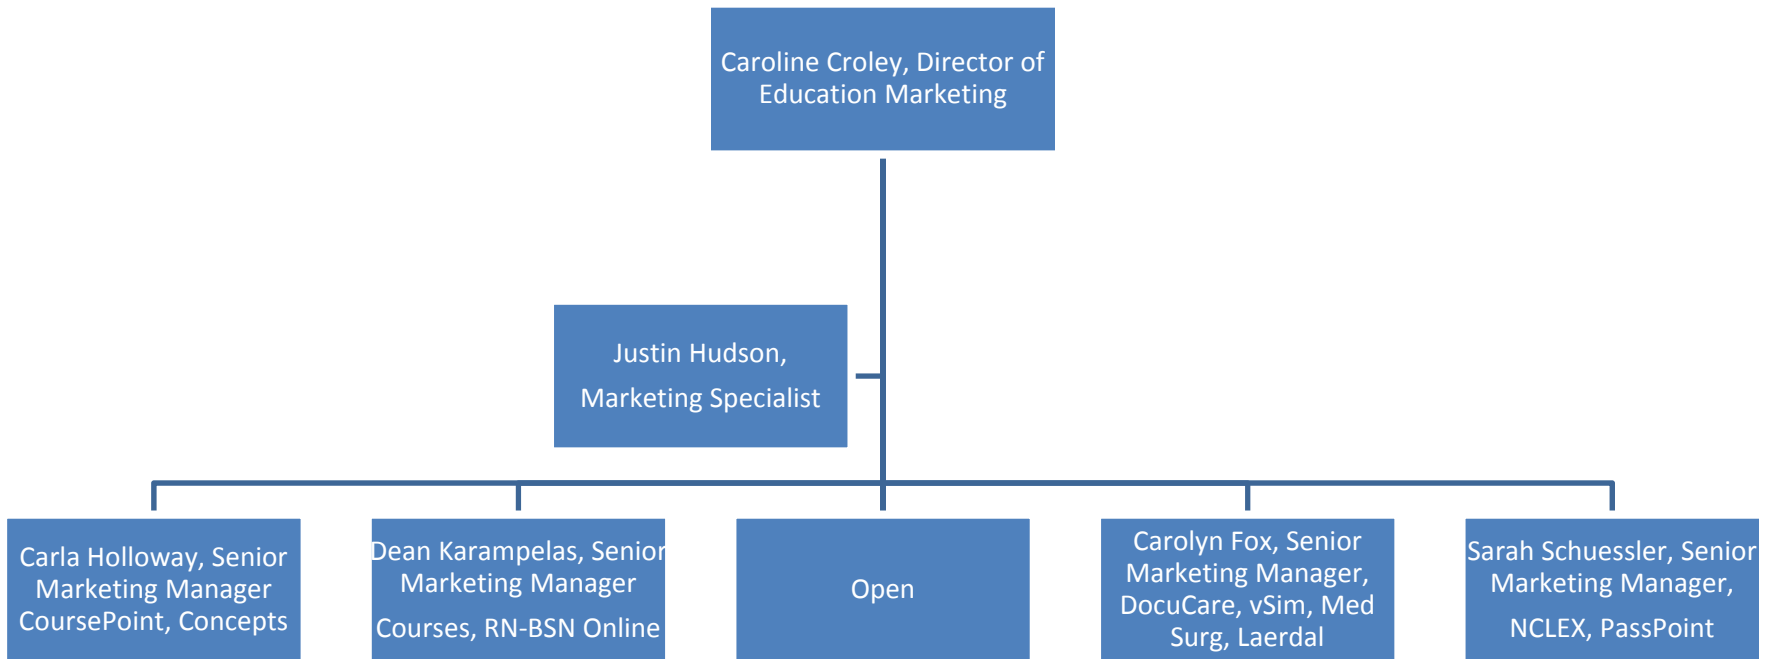 Caroline Croley, Director of
Education Marketing
Justin Hudson,
Marketing Specialist
Carla Holloway, Senior
Marketing Manager
CoursePoint, Concepts
Dean Karampelas, Senior
Marketing Manager
Courses, RN-BSN Online
Open
Carolyn Fox, Senior
Marketing Manager,
DocuCare, vSim, Med
Surg, Laerdal
Sarah Schuessler, Senior
Marketing Manager,
NCLEX, PassPoint